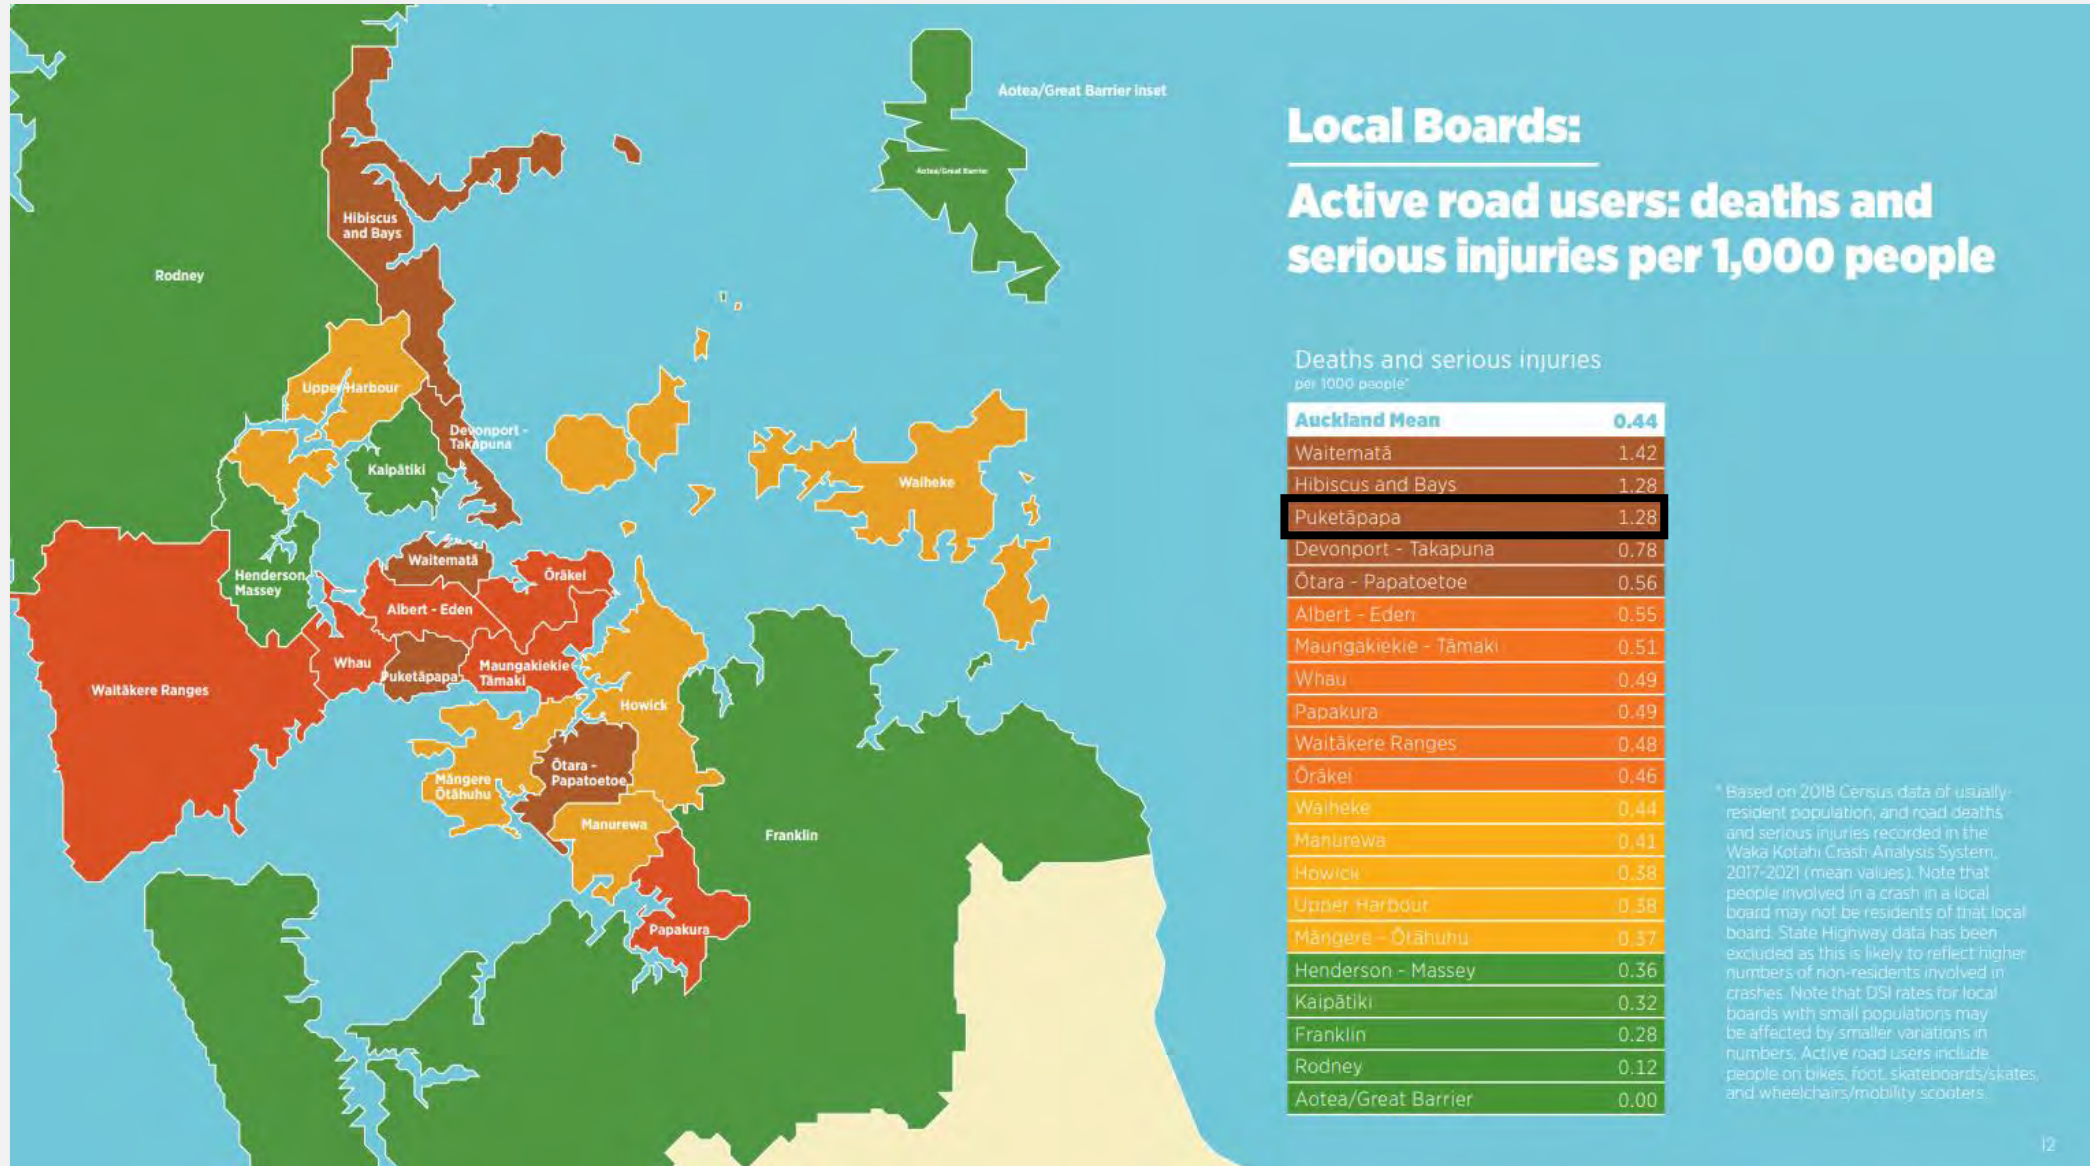 Aotea/Great Barrier inset
Aotea/Great Barrier
Hibiscus
and Bays
Rodney
Upper Harbour
Devonport -
Takapuna
Kaipātiki
Waiheke
Waitematā
Ōrākei
Henderson
Massey
Albert - Eden
Whau
Puketāpapa
Maungakiekie
Tāmaki
Waitākere Ranges
Howick
Ōtara -
Papatoetoe
Māngere -
Ōtāhuhu
Manurewa
Franklin
Papakura
Local Boards:
Active road users: deaths and
serious injuries per 1,000 people
Deaths and serious injuries
per 1000 people*
Auckland Mean 0.44
Waitematā 1.42
Hibiscus and Bays 1.28
Puketāpapa 1.28
Devonport - Takapuna 0.78
Ōtara - Papatoetoe 0.56
Albert - Eden 0.55
Maungakiekie - Tāmaki 0.51
Whau 0.49
Papakura 0.49
Waitākere Ranges 0.48
Ōrākei 0.46
Waiheke 0.44
Manurewa 0.41
Howick 0.38
Upper Harbour 0.38
Māngere - Ōtāhuhu 0.37
Henderson - Massey 0.36
Kaipātiki 0.32
Franklin 0.28
Rodney 0.12
Aotea/Great Barrier 0.00
* Based on 2018 Census data of usually-
resident population, and road deaths
and serious injuries recorded in the
Waka Kotahi Crash Analysis System,
2017-2021 (mean values). Note that
people involved in a crash in a local
board may not be residents of that local
board. State Highway data has been
excluded as this is likely to reflect higher
numbers of non-residents involved in
crashes. Note that DSI rates for local
boards with small populations may
be affected by smaller variations in
numbers. Active road users include
people on bikes, foot, skateboards/skates,
and wheelchairs/mobility scooters.
12